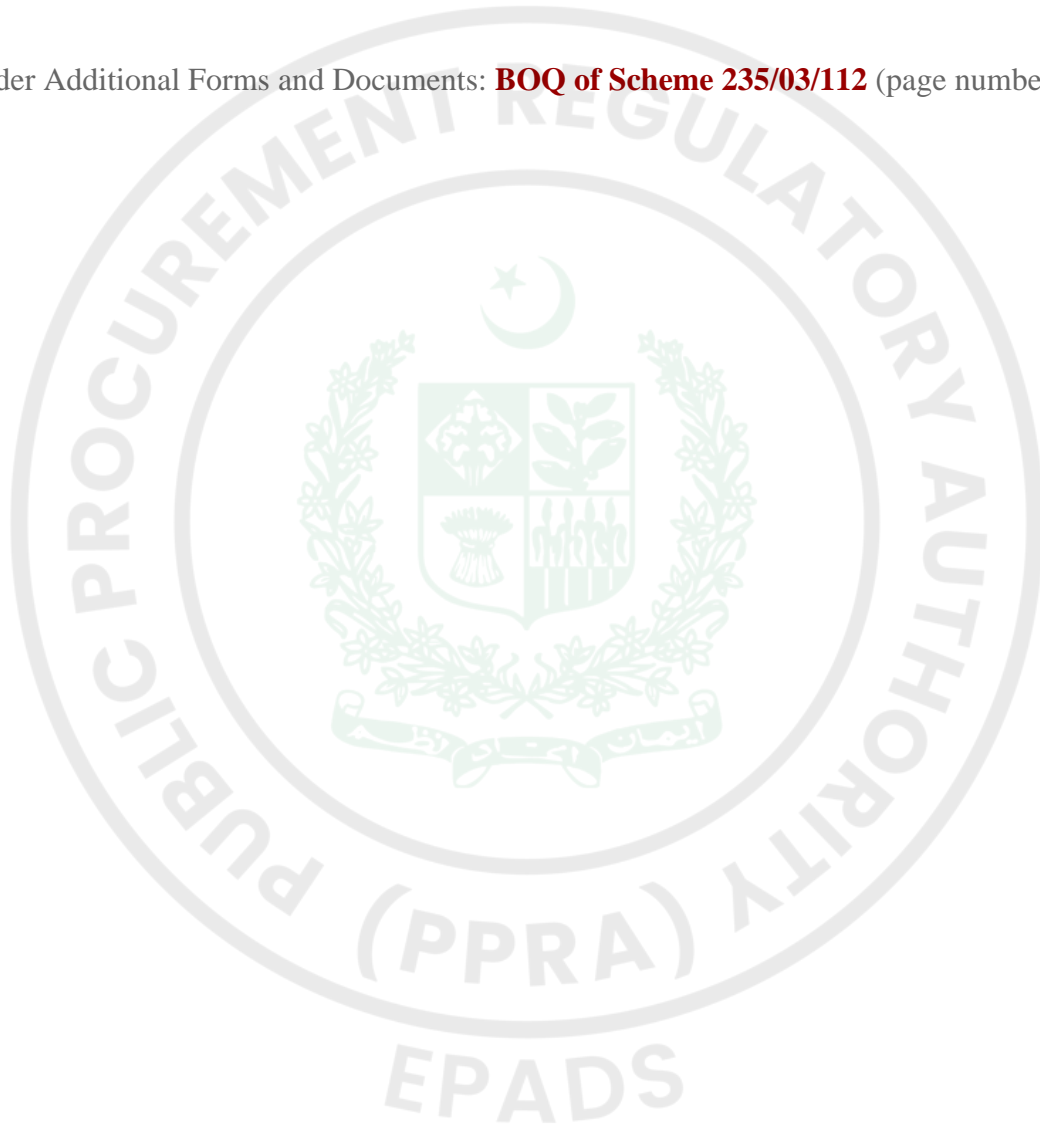 der Additional Forms and Documents: BOQ of Scheme 235/03/112 (page numbe
PUBLIC PROCUREMENT REGULATORY AUTHORITY
(PPRA)
EPADS